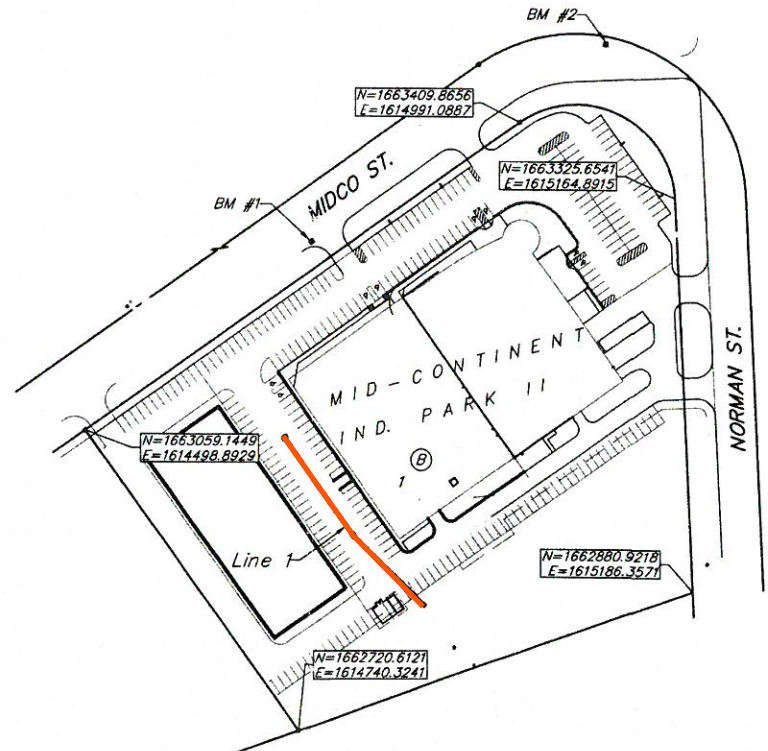 BM #2
N=1663409.8656
E=1614991.0887
MIDCO ST.
N=1663325.6541
E=1615164.8915
BM #1
MID-CONTINENT
IND. PARK II
B
1
NORMAN ST.
N=1663059.1449
E=1614498.8929
Line 1
N=1662880.9218
E=1615186.3571
N=1662720.6121
E=1614740.3241